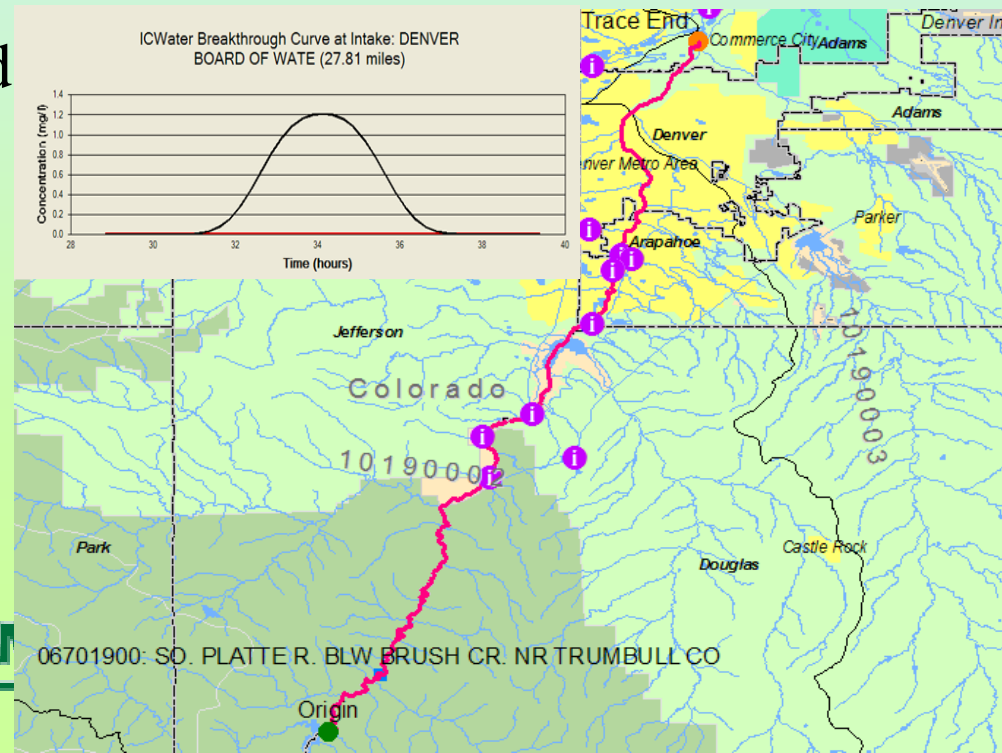 d
ICWater Breakthrough Curve at Intake: DENVER
BOARD OF WATE (27.81 miles)
Concentration (mg/l)
1.4
1.2
1.0
0.8
0.6
0.4
0.2
0.0
28 30 32 34 36 38 40
Time (hours)
Trace End
Commerce City
Adams
Denver In
Adams
Denver
nver Metro Area
Parker
Arapahoe
Jefferson
Colorado
10190003
10190002
Park
Castle Rock
Douglas
06701900: SO. PLATTE R. BLW BRUSH CR. NR TRUMBULL CO
Origin